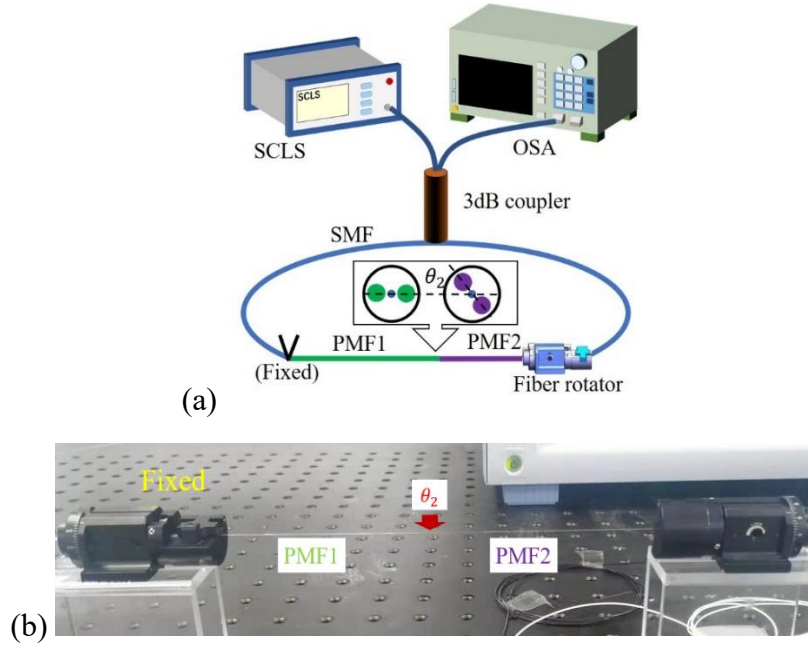 SCLS
SCLS
OSA
3dB coupler
SMF
θ₂
PMF1
PMF2
(Fixed)
Fiber rotator
(a)
Fixed
θ₂
PMF1
PMF2
(b)